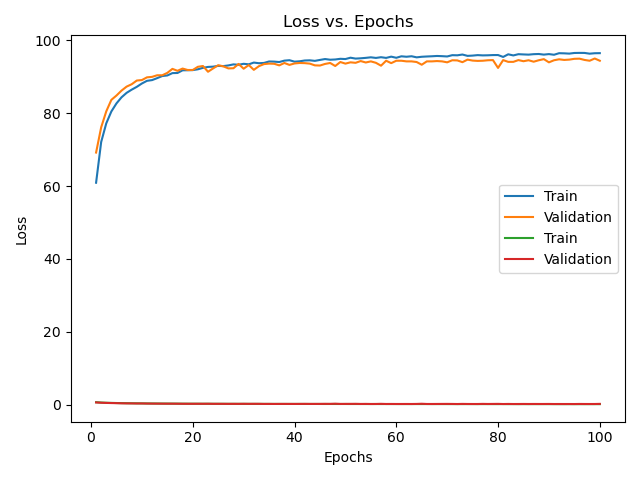 Loss vs. Epochs
100
80
60
40
20
0
Loss
Train
Validation
Train
Validation
0 20 40 60 80 100
Epochs